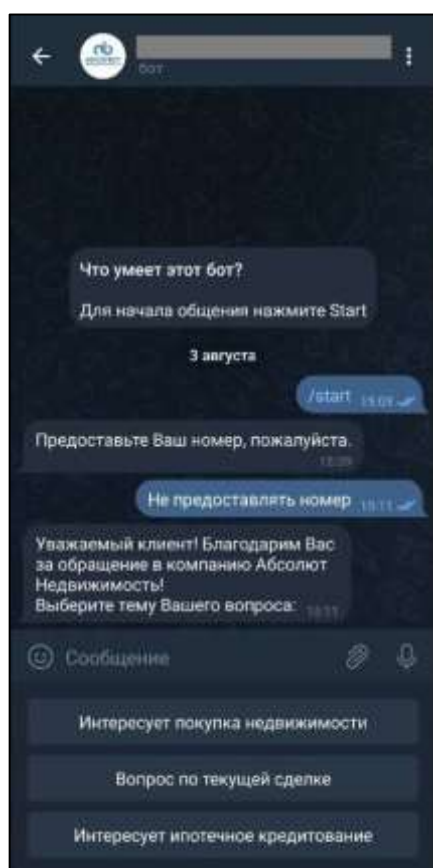 бот
Что умеет этот бот?
Для начала общения нажмите Start
3 августа
/start
Предоставьте Ваш номер, пожалуйста.
Не предоставлять номер
Уважаемый клиент! Благодарим Вас
за обращение в компанию Абсолют
Недвижимость!
Выберите тему Вашего вопроса:
Сообщение
Интересует покупка недвижимости
Вопрос по текущей сделке
Интересует ипотечное кредитование